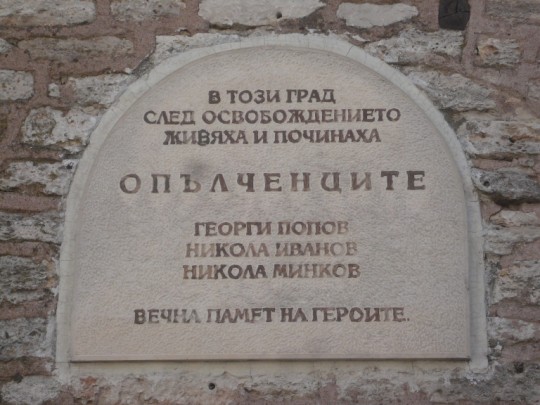 В ТОЗИ ГРАД
СЛЕД ОСВОБОЖДЕНИЕТО
ЖИВЯХА И ПОЧИНАХА
ОПЪЛЧЕНЦИТЕ
ГЕОРГИ ПОПОВ
НИКОЛА ИВАНОВ
НИКОЛА МИНКОВ
ВЕЧНА ПАМЕТ НА ГЕРОИТЕ.